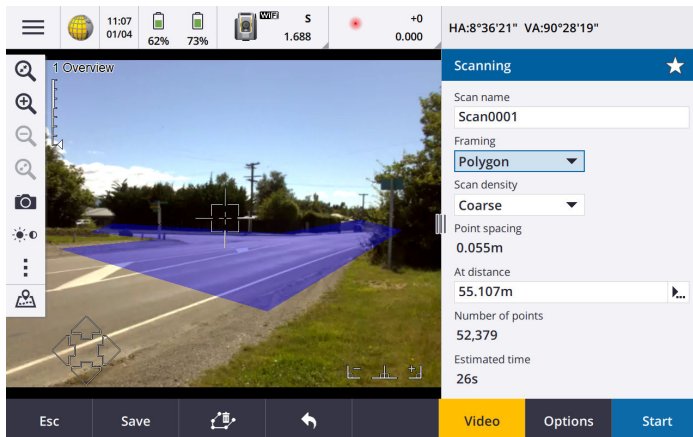 11:07
01/04
62%
73%
WiFi
S
1.688
+0
0.000
HA:8°36'21" VA:90°28'19"
1 Overview
Scanning
Scan name
Scan0001
Framing
Polygon
Scan density
Coarse
Point spacing
0.055m
At distance
55.107m
Number of points
52,379
Estimated time
26s
Esc
Save
Video
Options
Start